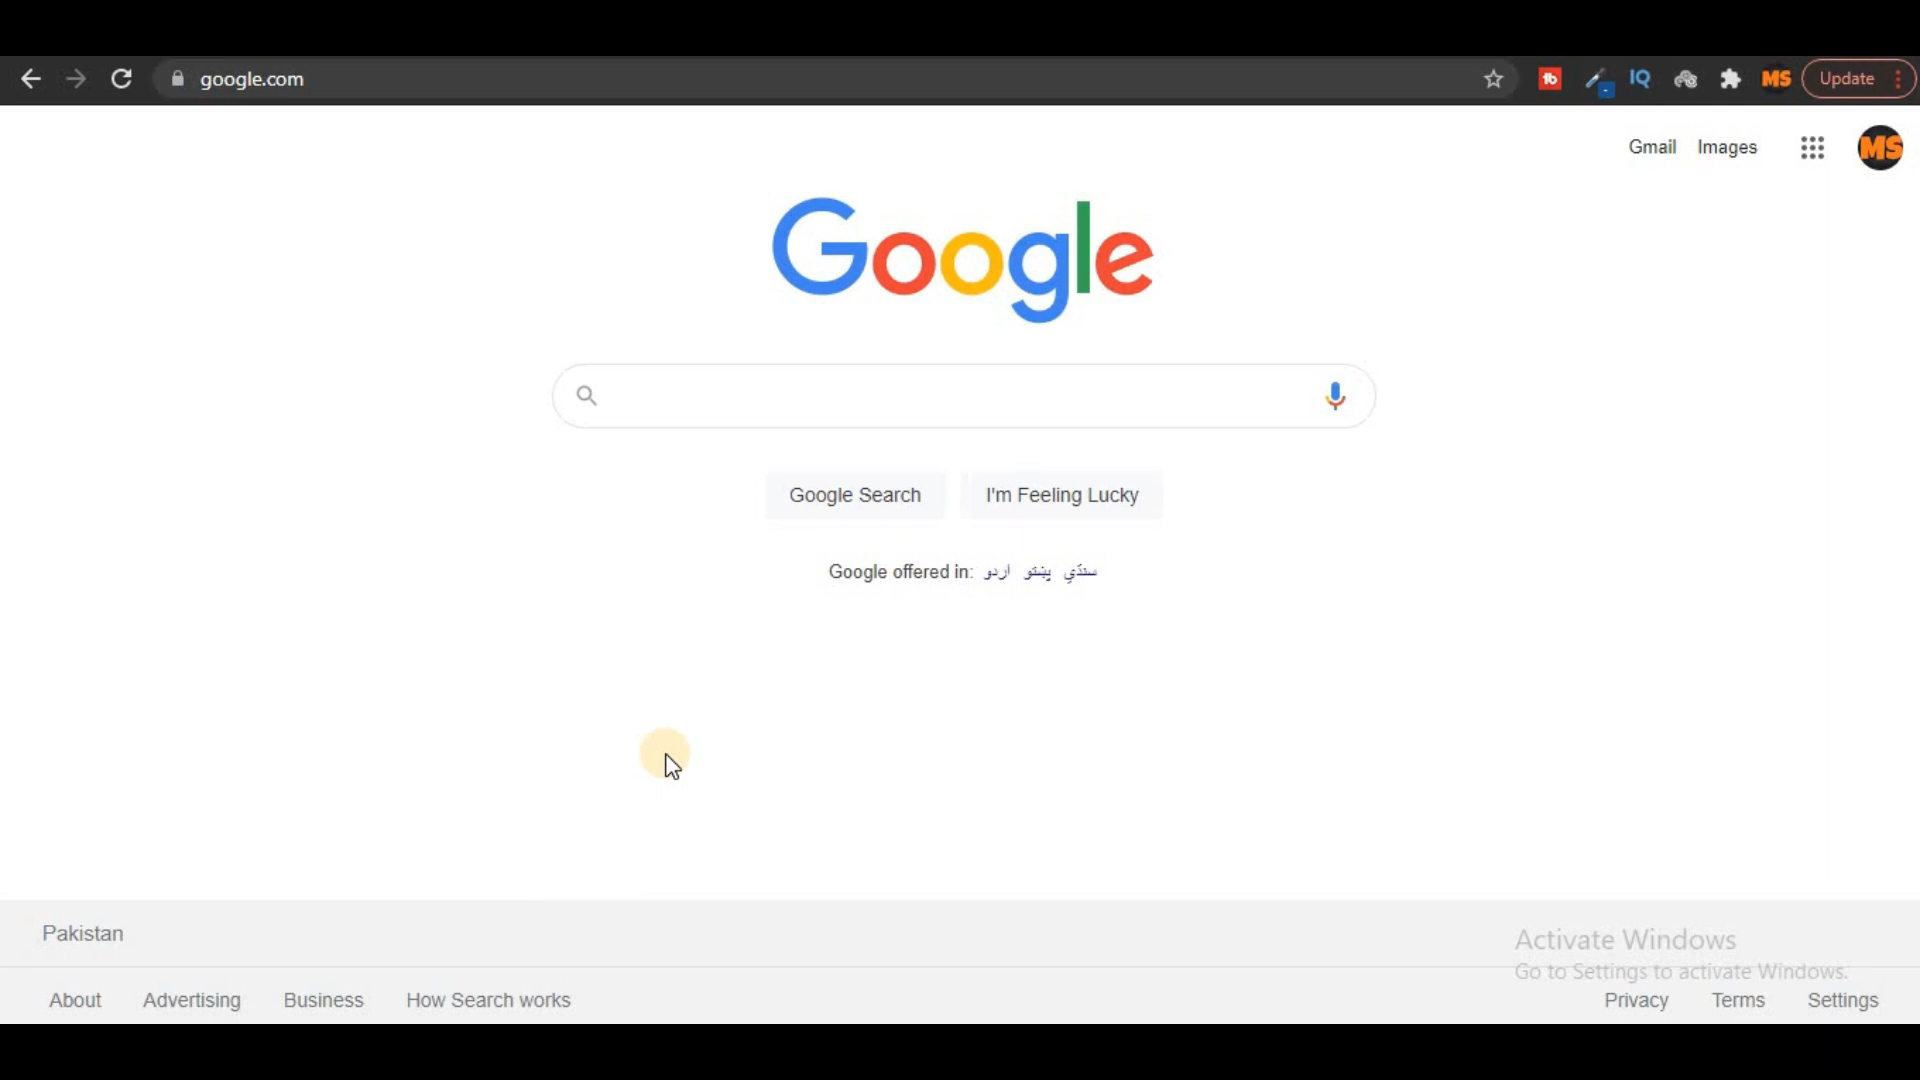 google.com
tb
IQ
MS
Update
Gmail Images
MS
Google
Google Search I'm Feeling Lucky
Google offered in: اردو پښتو سنڌي
Pakistan
Activate Windows
Go to Settings to activate Windows.
About Advertising Business How Search works Privacy Terms Settings